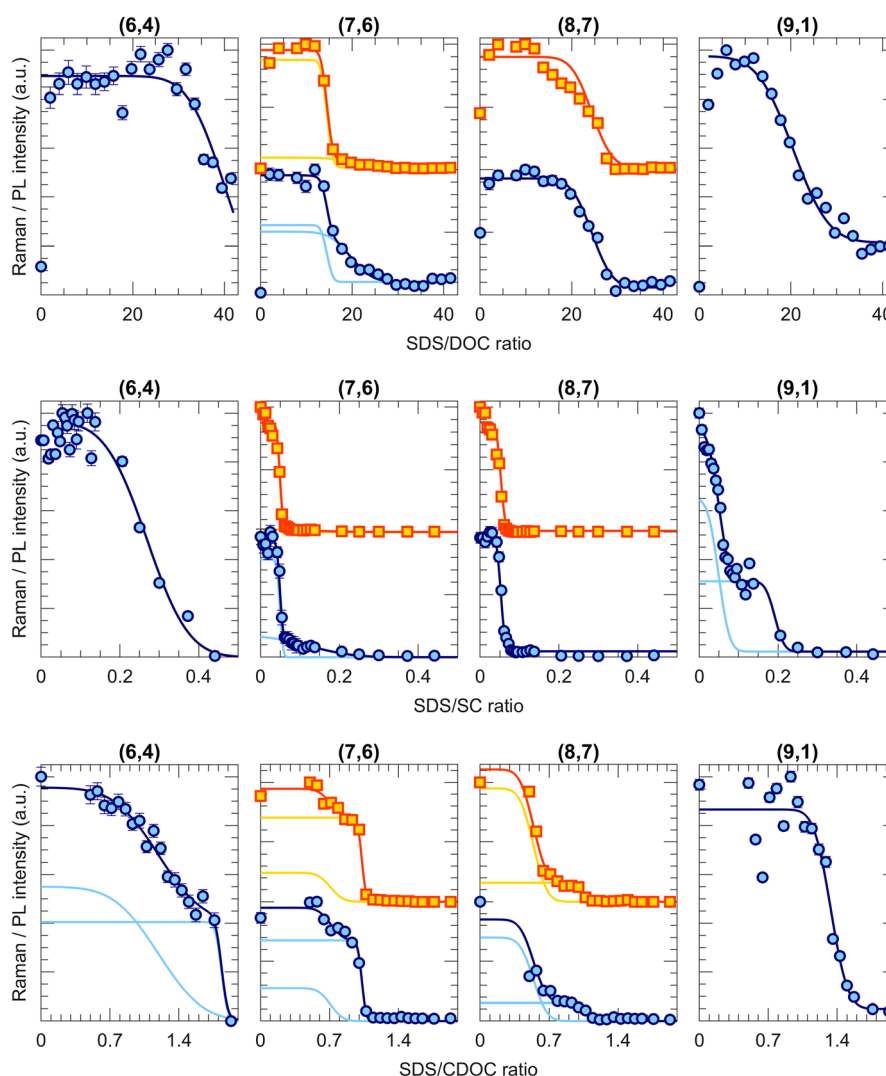 (6,4) (7,6) (8,7) (9,1)
Raman / PL intensity (a.u.)
0 20 40 0 20 40 0 20 40 0 20 40
SDS/DOC ratio
(6,4) (7,6) (8,7) (9,1)
Raman / PL intensity (a.u.)
0 0.2 0.4 0 0.2 0.4 0 0.2 0.4 0 0.2 0.4
SDS/SC ratio
(6,4) (7,6) (8,7) (9,1)
Raman / PL intensity (a.u.)
0 0.7 1.4 0 0.7 1.4 0 0.7 1.4 0 0.7 1.4
SDS/CDOC ratio